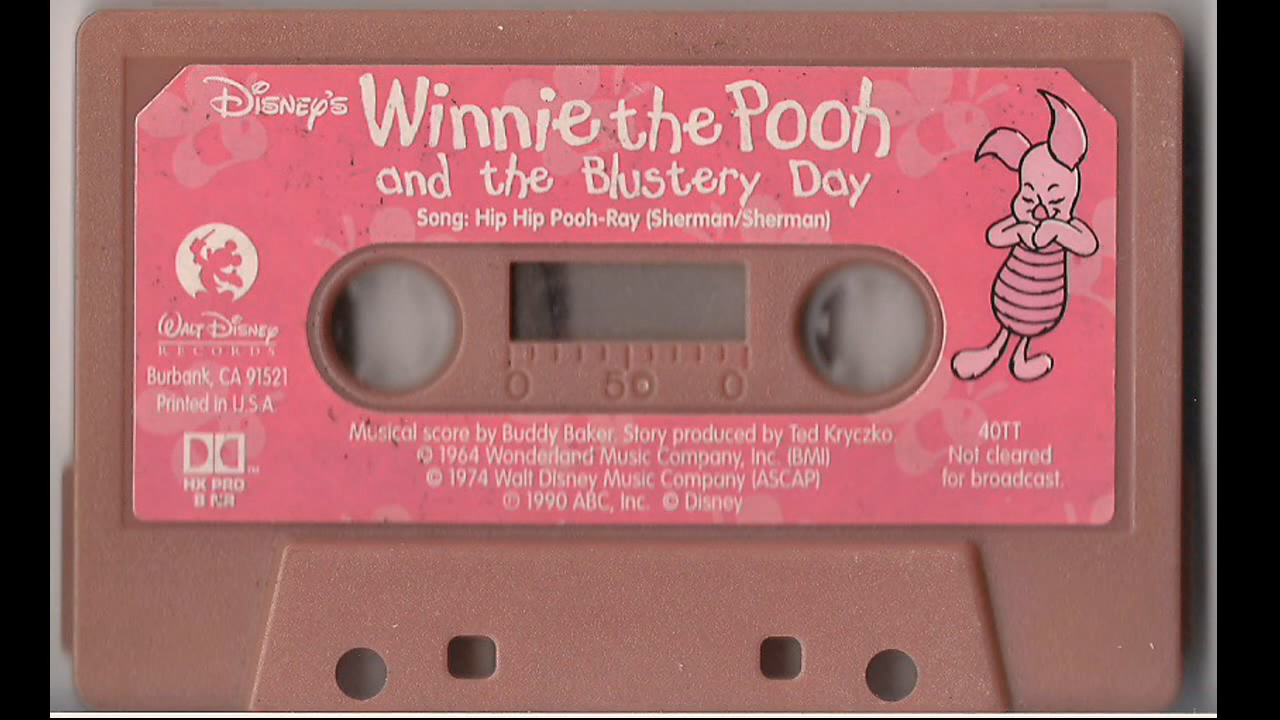 Disney's
Winnie the Pooh
and the Blustery Day
Song: Hip Hip Pooh-Ray (Sherman/Sherman)
Walt Disney
RECORDS
Burbank, CA 91521
Printed in U.S.A.
HX PRO
B NR
0 50 0
Musical score by Buddy Baker. Story produced by Ted Kryczko.
© 1964 Wonderland Music Company, Inc. (BMI)
© 1974 Walt Disney Music Company (ASCAP)
℗ 1990 ABC, Inc. © Disney
40TT
Not cleared
for broadcast.